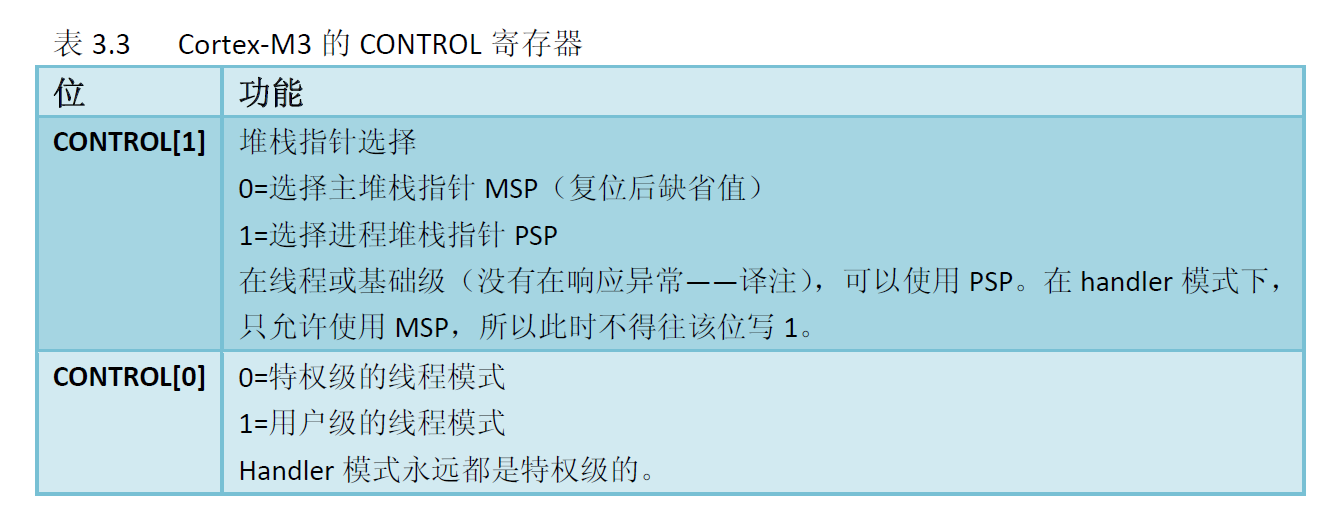 表 3.3 Cortex-M3 的 CONTROL 寄存器
位 功能
CONTROL[1] 堆栈指针选择
0=选择主堆栈指针 MSP（复位后缺省值）
1=选择进程堆栈指针 PSP
在线程或基础级（没有在响应异常——译注），可以使用 PSP。在 handler 模式下，
只允许使用 MSP，所以此时不得往该位写 1。
CONTROL[0] 0=特权级的线程模式
1=用户级的线程模式
Handler 模式永远都是特权级的。